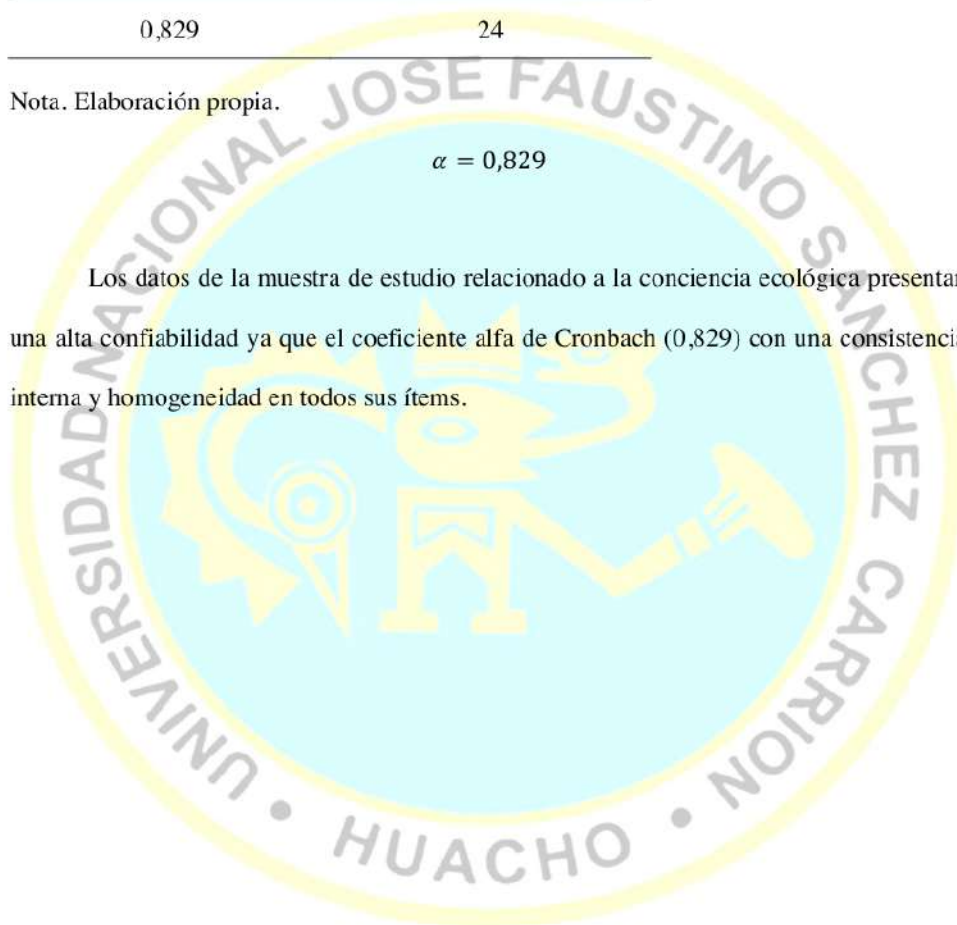 0,829 24
Nota. Elaboración propia.
α = 0,829
Los datos de la muestra de estudio relacionado a la conciencia ecológica presentan
una alta confiabilidad ya que el coeficiente alfa de Cronbach (0,829) con una consistencia
interna y homogeneidad en todos sus ítems.
UNIVERSIDAD NACIONAL JOSE FAUSTINO SANCHEZ CARRION • HUACHO •